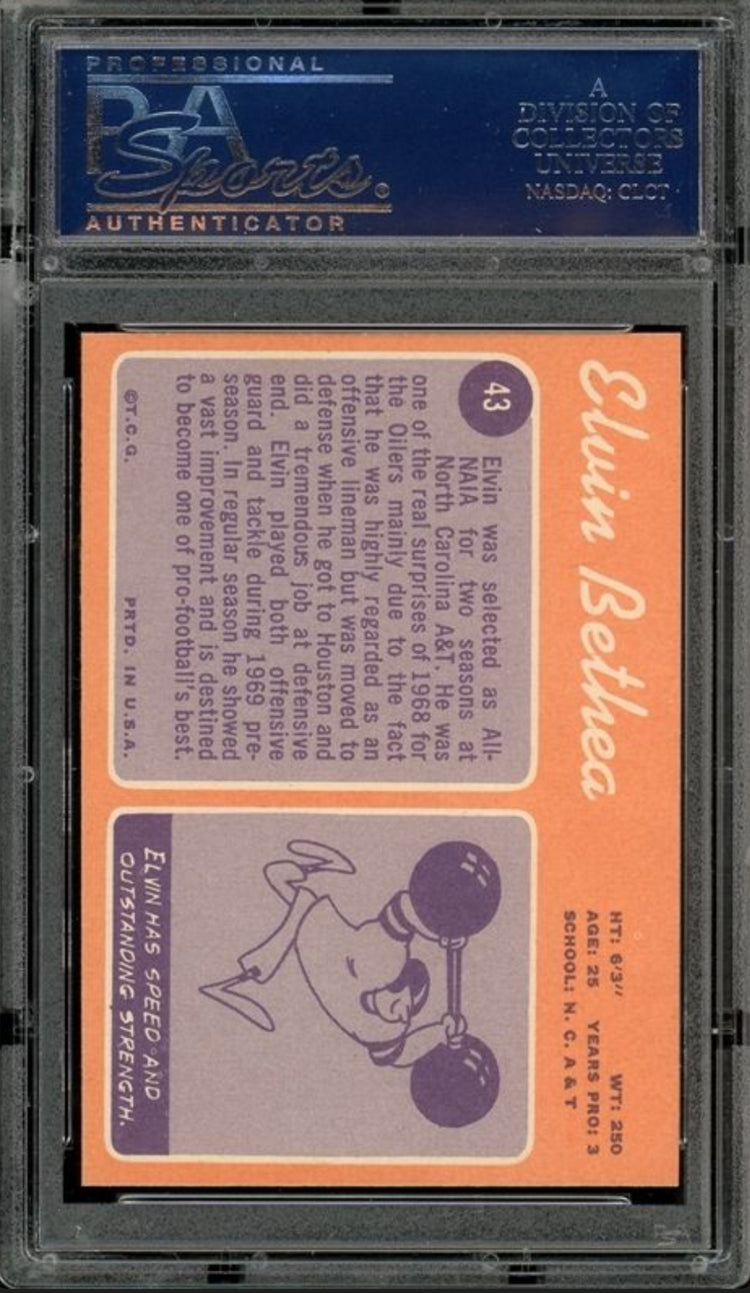 PROFESSIONAL
PSA
Sports®
AUTHENTICATOR
A
DIVISION OF
COLLECTORS
UNIVERSE
NASDAQ: CLCT
Elvin Bethea
HT: 6'3" WT: 250
AGE: 25 YEARS PRO: 3
SCHOOL: N. C. A & T
43
Elvin was selected as All-
NAIA for two seasons at
North Carolina A&T. He was
one of the real surprises of 1968 for
the Oilers mainly due to the fact
that he was highly regarded as an
offensive lineman but was moved to
defense when he got to Houston and
did a tremendous job at defensive
end. Elvin played both offensive
guard and tackle during 1969 pre-
season. In regular season he showed
a vast improvement and is destined
to become one of pro-football's best.
©T.C.G. PRTD. IN U.S.A.
ELVIN HAS SPEED AND
OUTSTANDING STRENGTH.